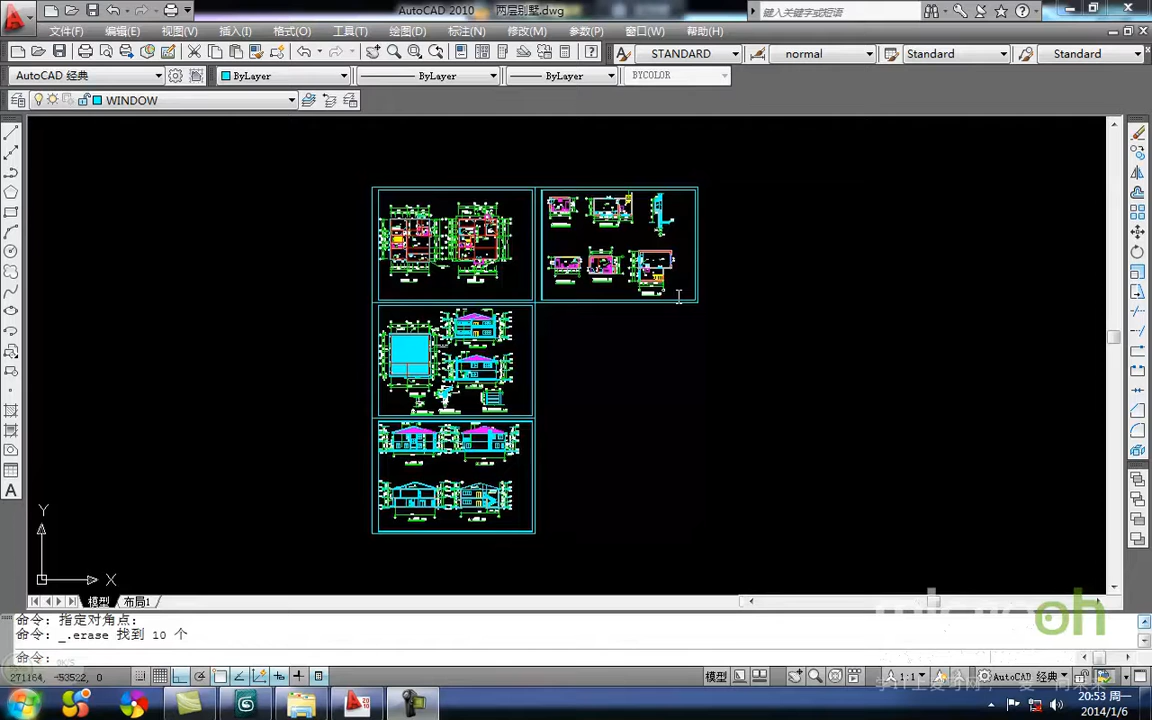 AutoCAD 2010 两层别墅.dwg
键入关键字或短语
文件(F) 编辑(E) 视图(V) 插入(I) 格式(O) 工具(T) 绘图(D) 标注(N) 修改(M) 参数(P) 窗口(W) 帮助(H)
STANDARD normal Standard Standard
AutoCAD 经典 ByLayer ByLayer ByLayer BYCOLOR
WINDOW
Y
X
模型 布局1
命令: 指定对角点:
命令: _.erase 找到 10 个
命令:
oh
271164, -53522, 0
模型 1:1 AutoCAD 经典
20:53 周一
2014/1/6